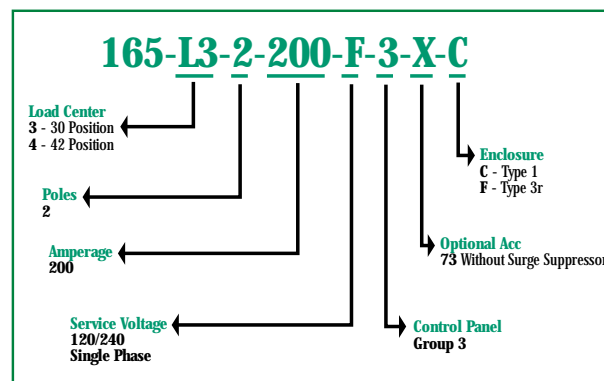 165-L3-2-200-F-3-X-C
Load Center
3 - 30 Position
4 - 42 Position
Enclosure
C - Type 1
F - Type 3r
Poles
2
Optional Acc
73 Without Surge Suppressor
Amperage
200
Service Voltage
120/240
Single Phase
Control Panel
Group 3